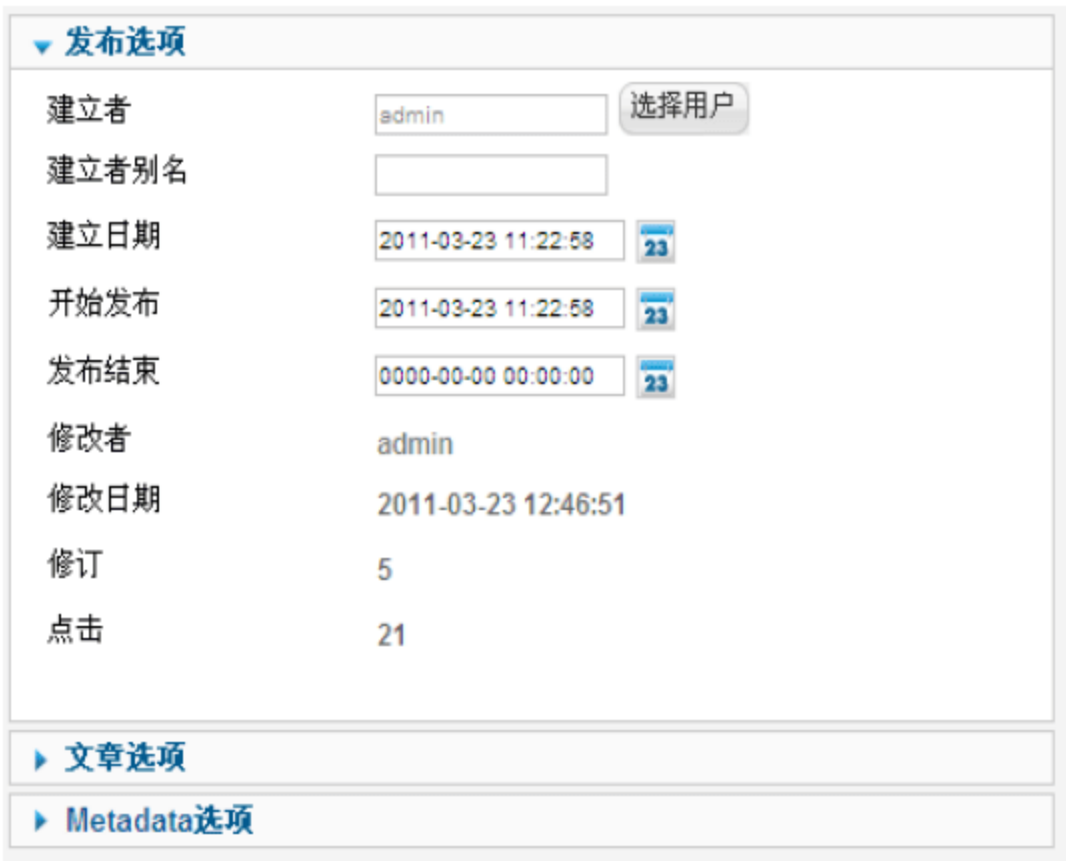 发布选项
建立者 admin 选择用户
建立者别名
建立日期 2011-03-23 11:22:58 23
开始发布 2011-03-23 11:22:58 23
发布结束 0000-00-00 00:00:00 23
修改者 admin
修改日期 2011-03-23 12:46:51
修订 5
点击 21
文章选项
Metadata选项